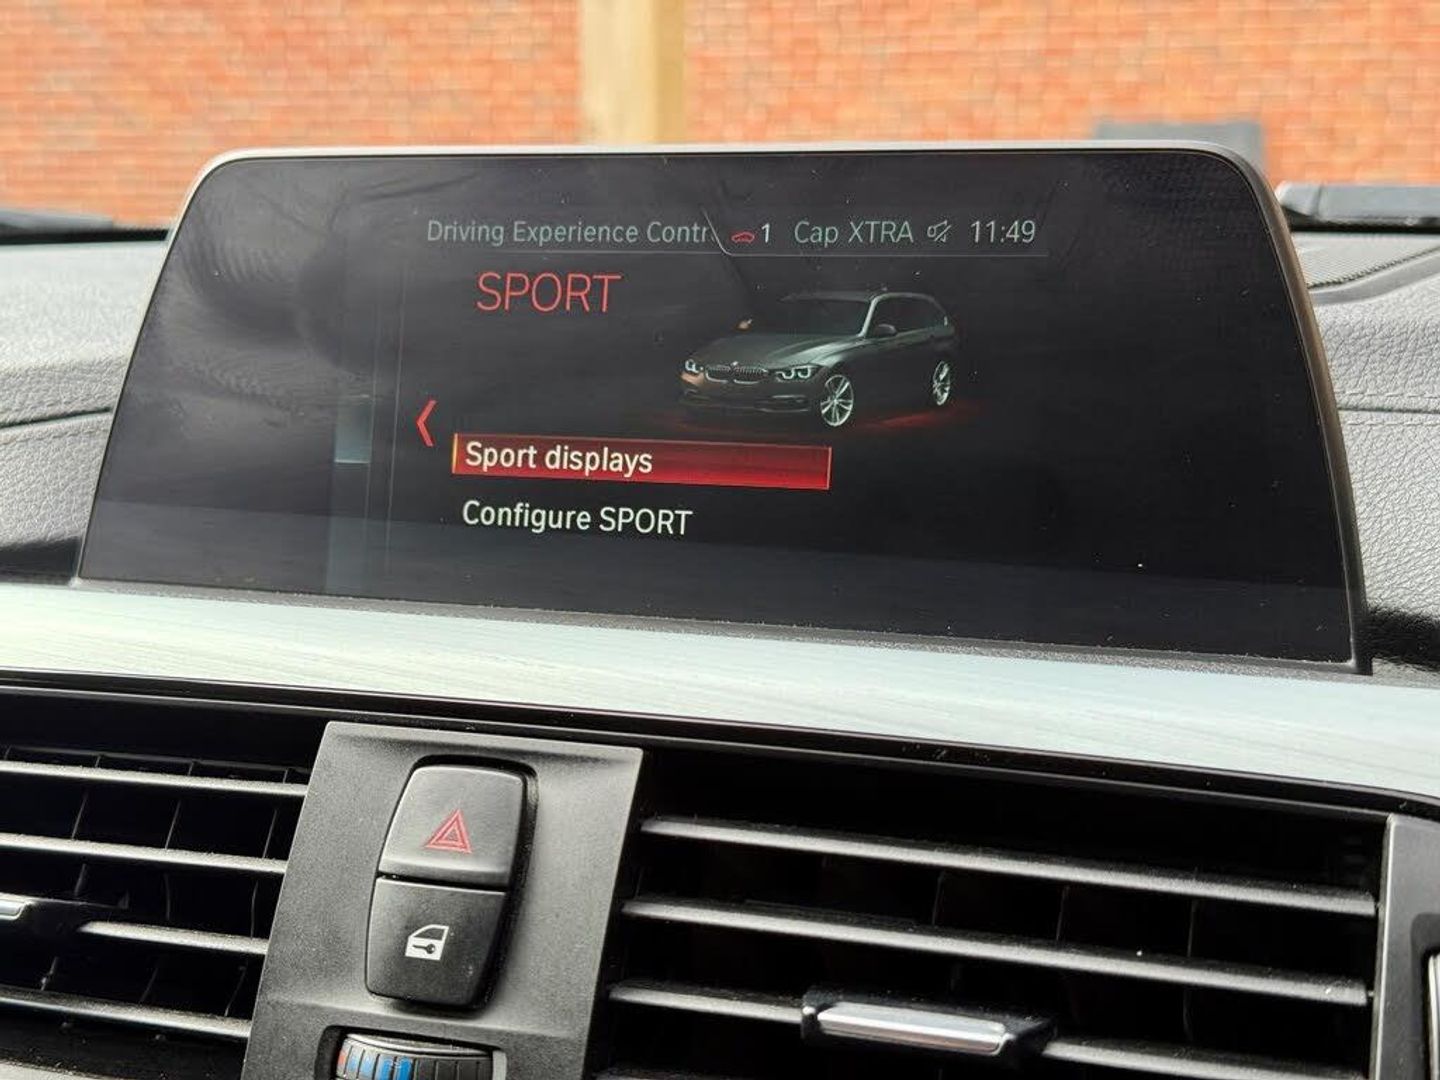 Driving Experience Contr 1 Cap XTRA 11:49
SPORT
Sport displays
Configure SPORT